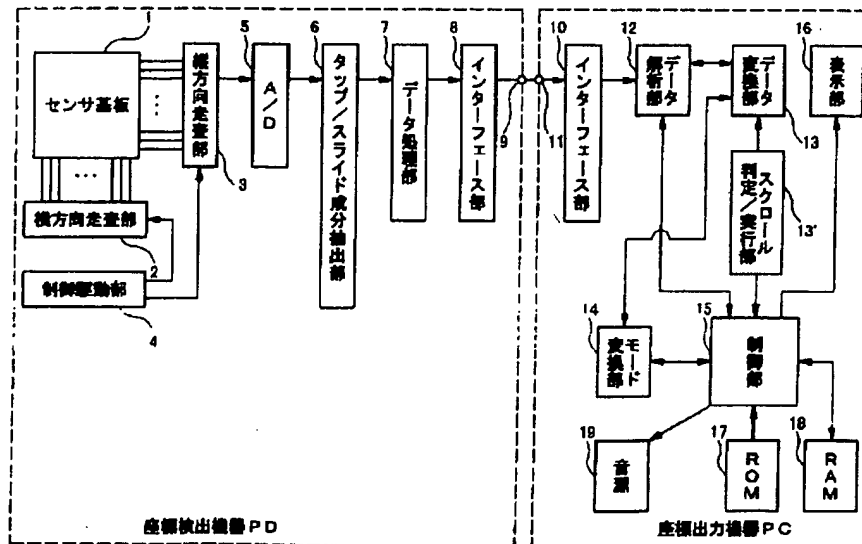 1
センサ基板
縦方向走査部
3
横方向走査部
2
制御駆動部
4
5
A/D
6
タップ/スライド成分抽出部
7
データ処理部
8
インターフェース部
9
座標検出機器PD
11
10
インターフェース部
12
データ
解析部
データ
変換部
13
16
表示部
スクロール
判定/実行部
13'
14
モード
変換部
15
制御部
19
音源
17
ROM
18
RAM
座標出力機器PC